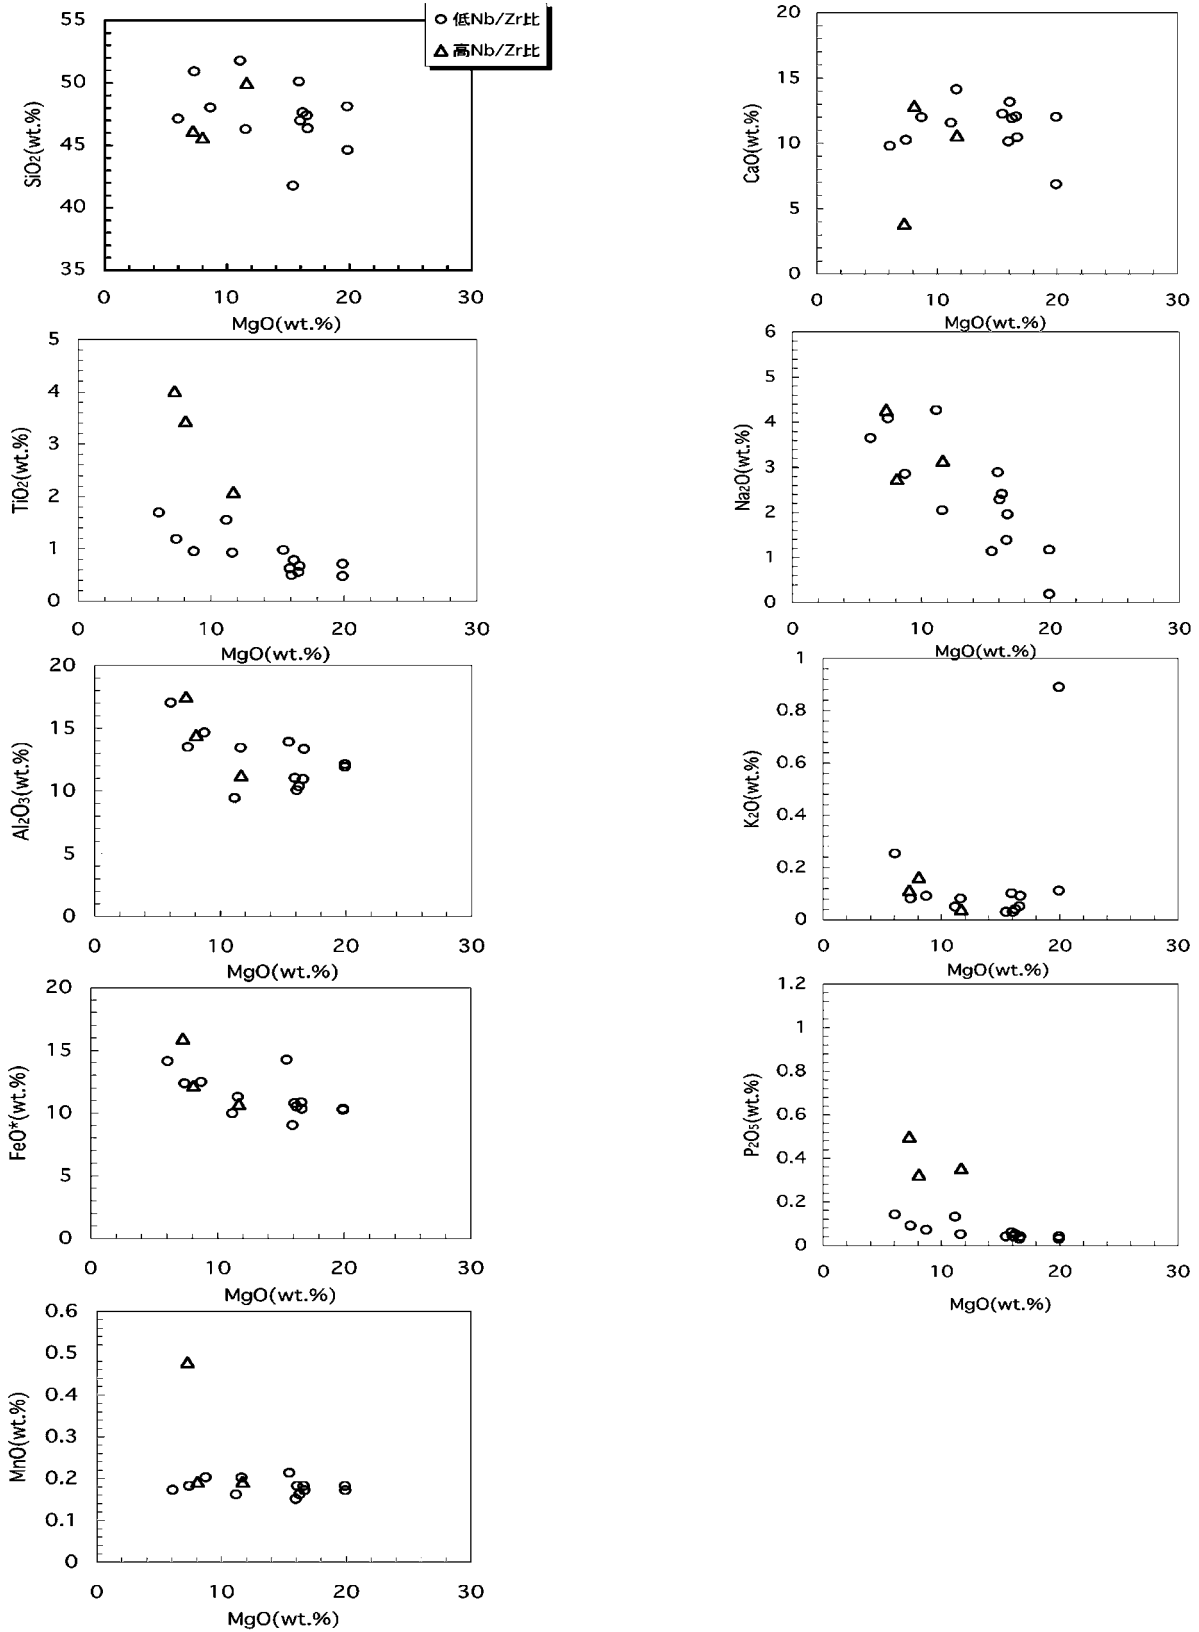 低Nb/Zr比
高Nb/Zr比
55
50
45
40
35
SiO₂(wt.%)
0 10 20 30
MgO(wt.%)
20
15
10
5
0
CaO(wt.%)
0 10 20 30
MgO(wt.%)
5
4
3
2
1
0
TiO₂(wt.%)
0 10 20 30
MgO(wt.%)
6
5
4
3
2
1
0
Na₂O(wt.%)
0 10 20 30
MgO(wt.%)
20
15
10
5
0
Al₂O₃(wt.%)
0 10 20 30
MgO(wt.%)
1
0.8
0.6
0.4
0.2
0
K₂O(wt.%)
0 10 20 30
MgO(wt.%)
20
15
10
5
0
FeO*(wt.%)
0 10 20 30
MgO(wt.%)
1.2
1
0.8
0.6
0.4
0.2
0
P₂O₅(wt.%)
0 10 20 30
MgO(wt.%)
0.6
0.5
0.4
0.3
0.2
0.1
0
MnO(wt.%)
0 10 20 30
MgO(wt.%)